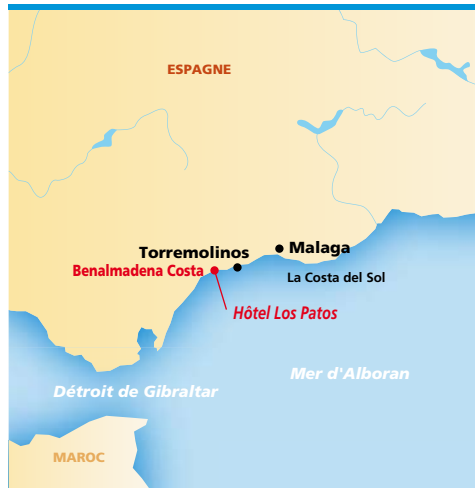 ESPAGNE
Torremolinos
Malaga
Benalmadena Costa
La Costa del Sol
Hôtel Los Patos
Mer d'Alboran
Détroit de Gibraltar
MAROC